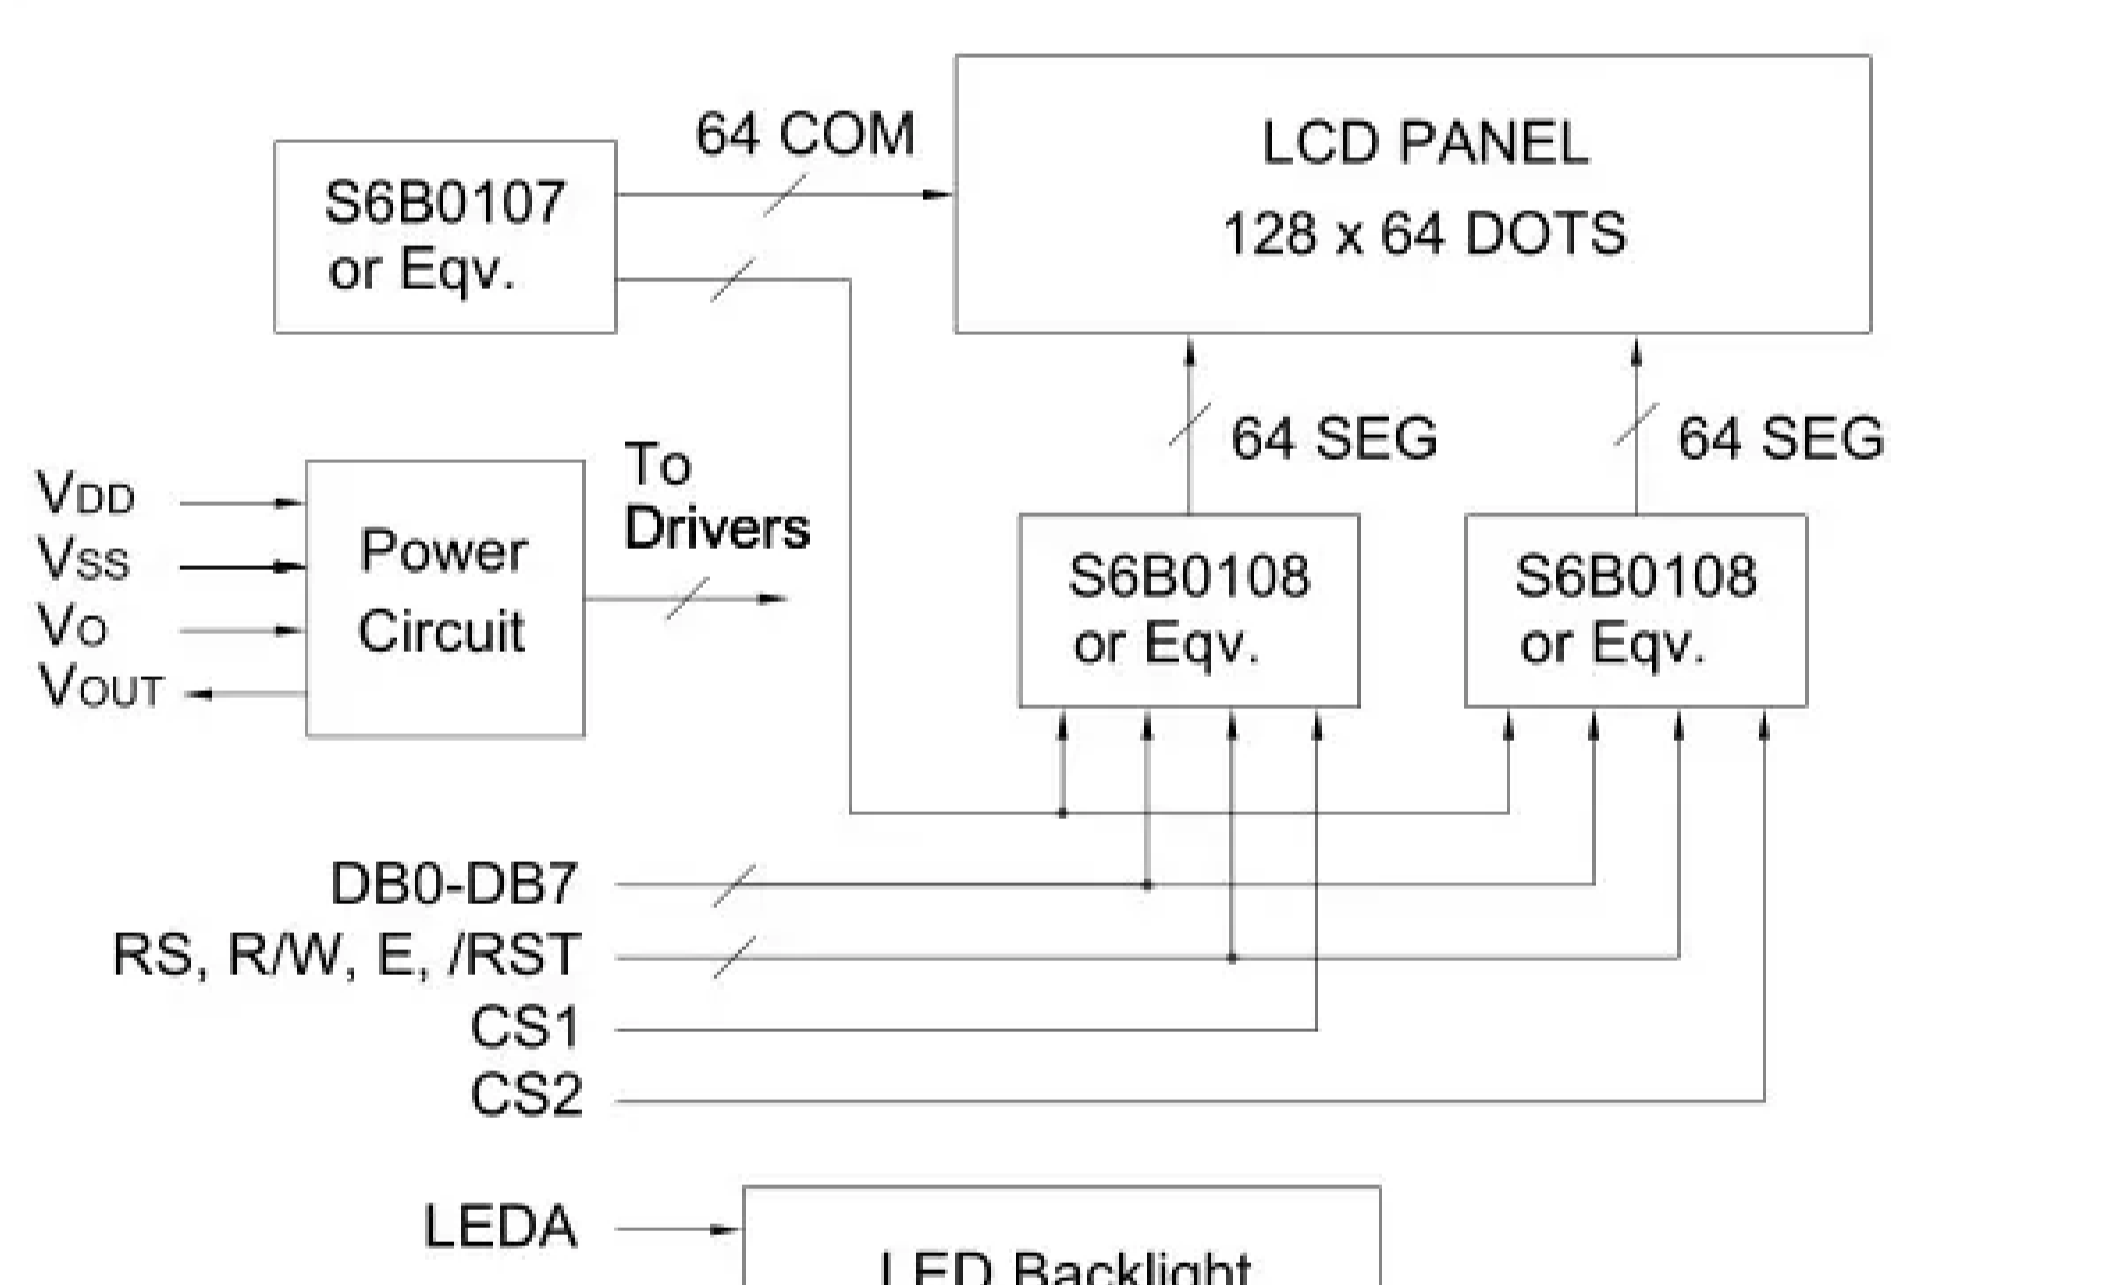 64 COM
LCD PANEL
128 x 64 DOTS
S6B0107
or Eqv.
64 SEG
64 SEG
To
Drivers
VDD
VSS
VO
VOUT
Power
Circuit
S6B0108
or Eqv.
S6B0108
or Eqv.
DB0-DB7
RS, R/W, E, /RST
CS1
CS2
LEDA
LED Backlight